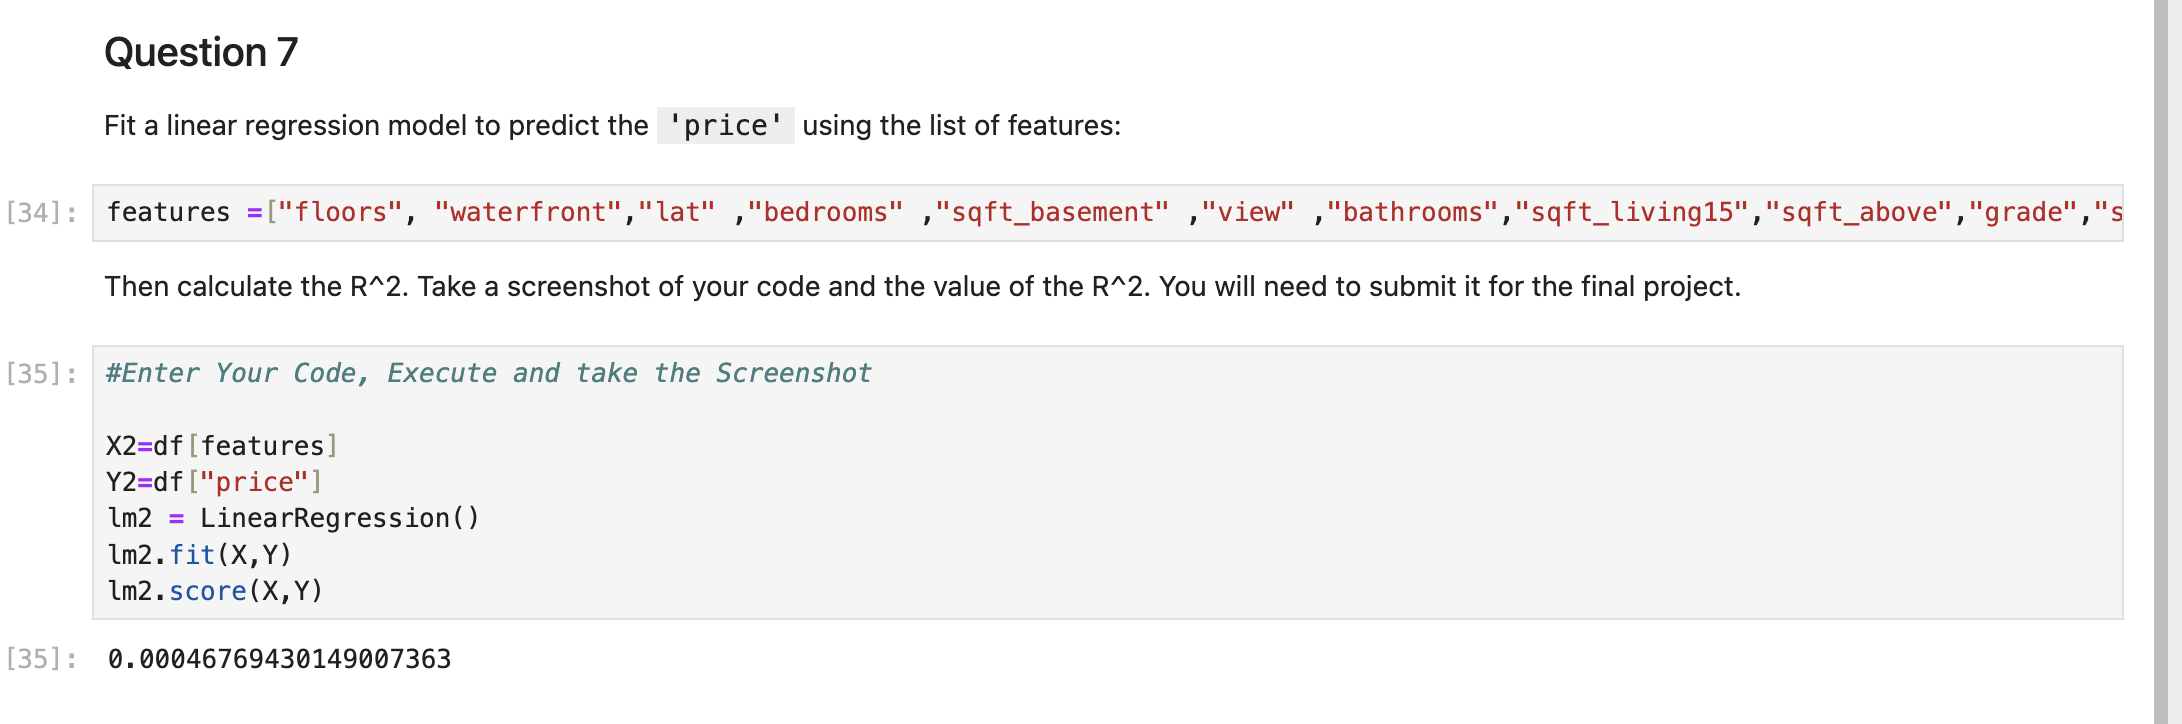 Question 7
Fit a linear regression model to predict the 'price' using the list of features:
[34]: features =["floors", "waterfront","lat" ,"bedrooms" ,"sqft_basement" ,"view" ,"bathrooms","sqft_living15","sqft_above","grade","s
Then calculate the R^2. Take a screenshot of your code and the value of the R^2. You will need to submit it for the final project.
[35]: #Enter Your Code, Execute and take the Screenshot
X2=df[features]
Y2=df["price"]
lm2 = LinearRegression()
lm2.fit(X,Y)
lm2.score(X,Y)
[35]: 0.00046769430149007363